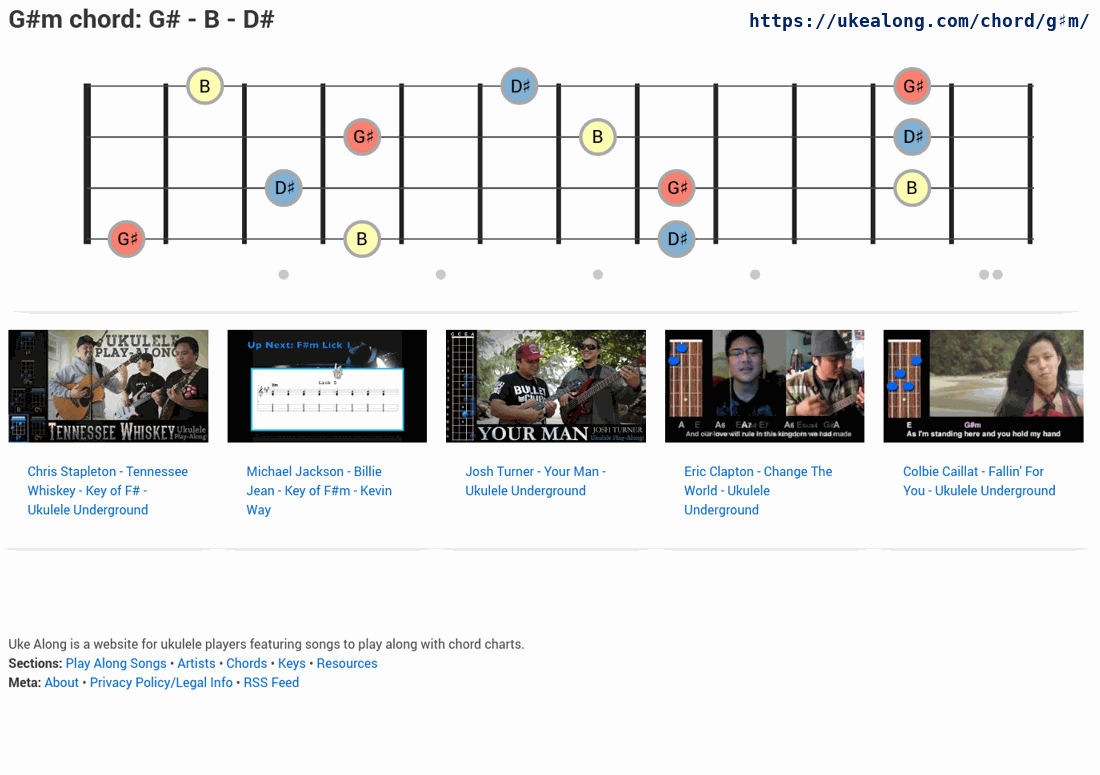 G#m chord: G# - B - D#
https://ukealong.com/chord/g♯m/
B D♯ G♯
G♯ B D♯
D♯ G♯ B
G♯ B D♯
UKULELE
PLAY-ALONG
TENNESSEE WHISKEY Ukulele
Play-Along!
Up Next: F#m Lick 1
Lick 5
Bm
G C E A
BULLET
YOUR MAN JOSH TURNER
Ukulele Play-Along!
A E A6 A6 G#A
And our love will rule in this kingdom we had made
E G#m
As I'm standing here and you hold my hand
Chris Stapleton - Tennessee
Whiskey - Key of F# -
Ukulele Underground
Michael Jackson - Billie
Jean - Key of F#m - Kevin
Way
Josh Turner - Your Man -
Ukulele Underground
Eric Clapton - Change The
World - Ukulele
Underground
Colbie Caillat - Fallin' For
You - Ukulele Underground
Uke Along is a website for ukulele players featuring songs to play along with chord charts.
Sections: Play Along Songs • Artists • Chords • Keys • Resources
Meta: About • Privacy Policy/Legal Info • RSS Feed